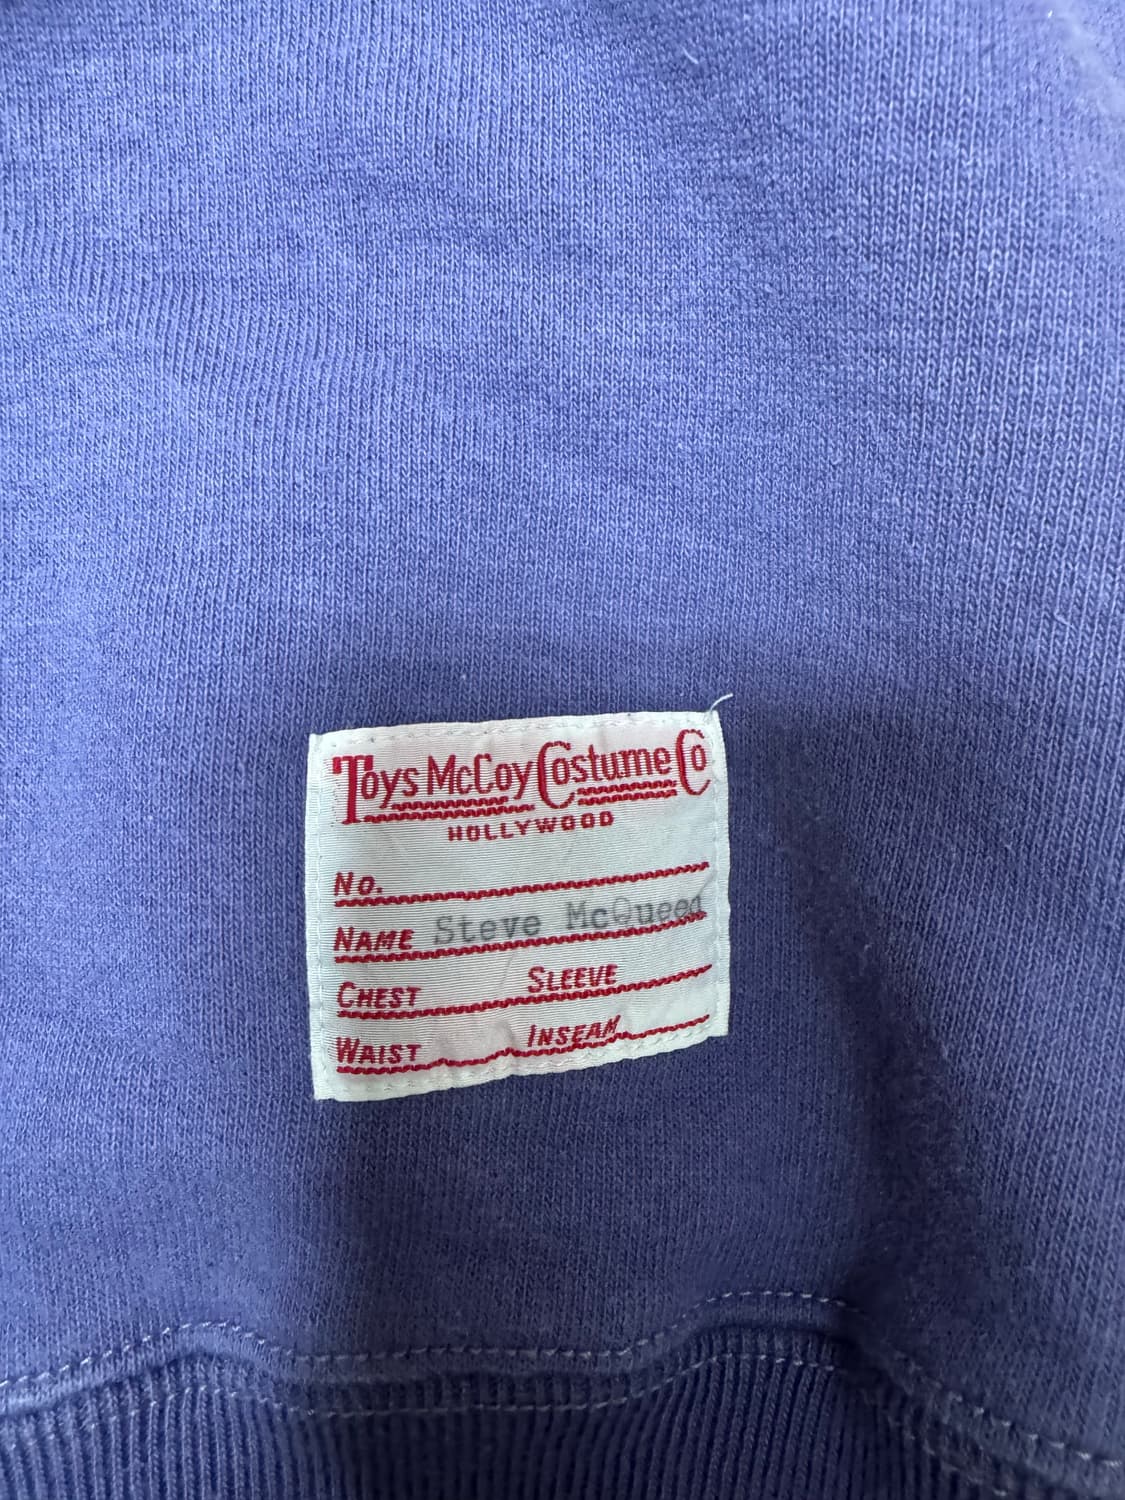 Toys McCoy Costume Co
HOLLYWOOD
No.
NAME Steve McQueen
CHEST SLEEVE
WAIST INSEAM